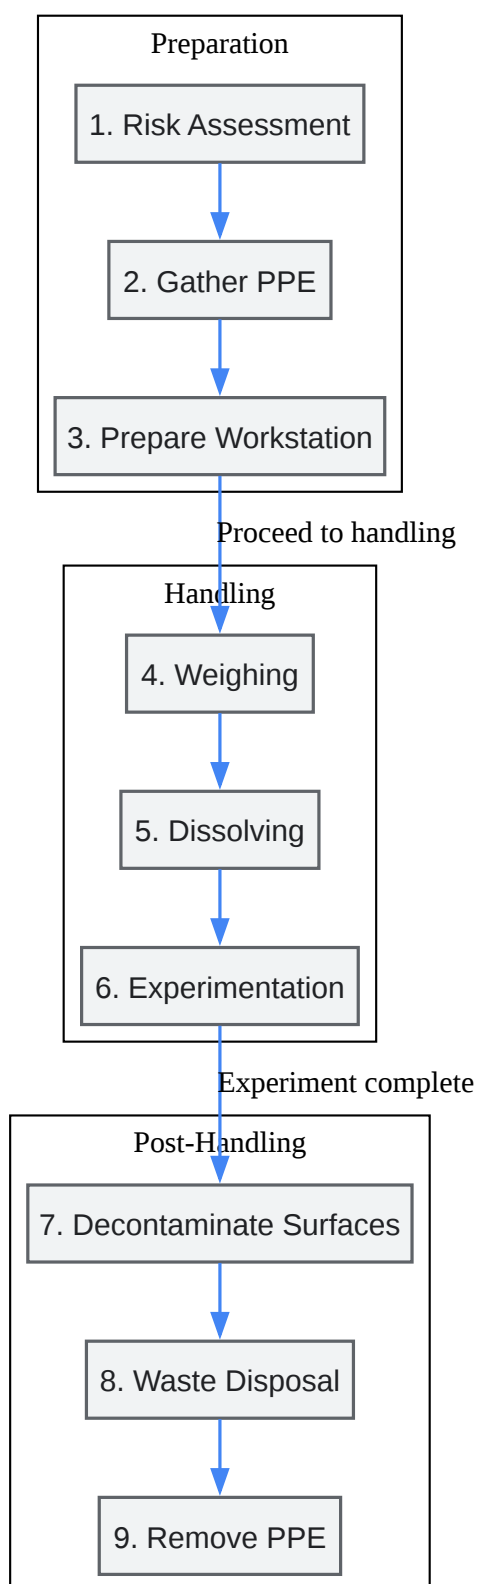 Preparation
1. Risk Assessment
2. Gather PPE
3. Prepare Workstation
Proceed to handling
Handling
4. Weighing
5. Dissolving
6. Experimentation
Experiment complete
Post-Handling
7. Decontaminate Surfaces
8. Waste Disposal
9. Remove PPE